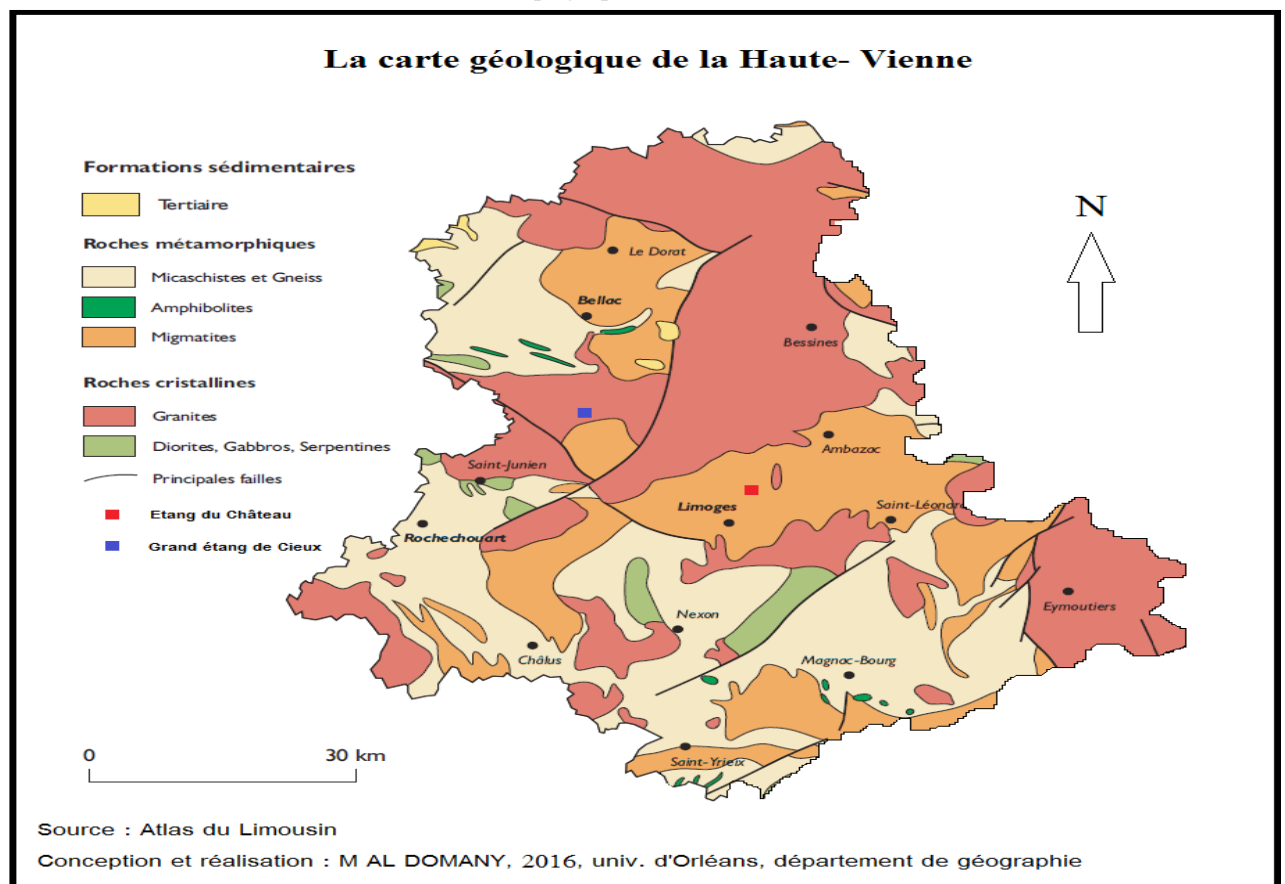 La carte géologique de la Haute- Vienne
Formations sédimentaires
Tertiaire
Roches métamorphiques
Micaschistes et Gneiss
Amphibolites
Migmatites
Roches cristallines
Granites
Diorites, Gabbros, Serpentines
Principales failles
Etang du Château
Grand étang de Cieux
N
Le Dorat
Bellac
Bessines
Ambazac
Saint-Junien
Limoges
Saint-Léonard
Rochechouart
Eymoutiers
Nexon
Châlus
Magnac-Bourg
Saint-Yrieix
0 30 km
Source : Atlas du Limousin
Conception et réalisation : M AL DOMANY, 2016, univ. d'Orléans, département de géographie